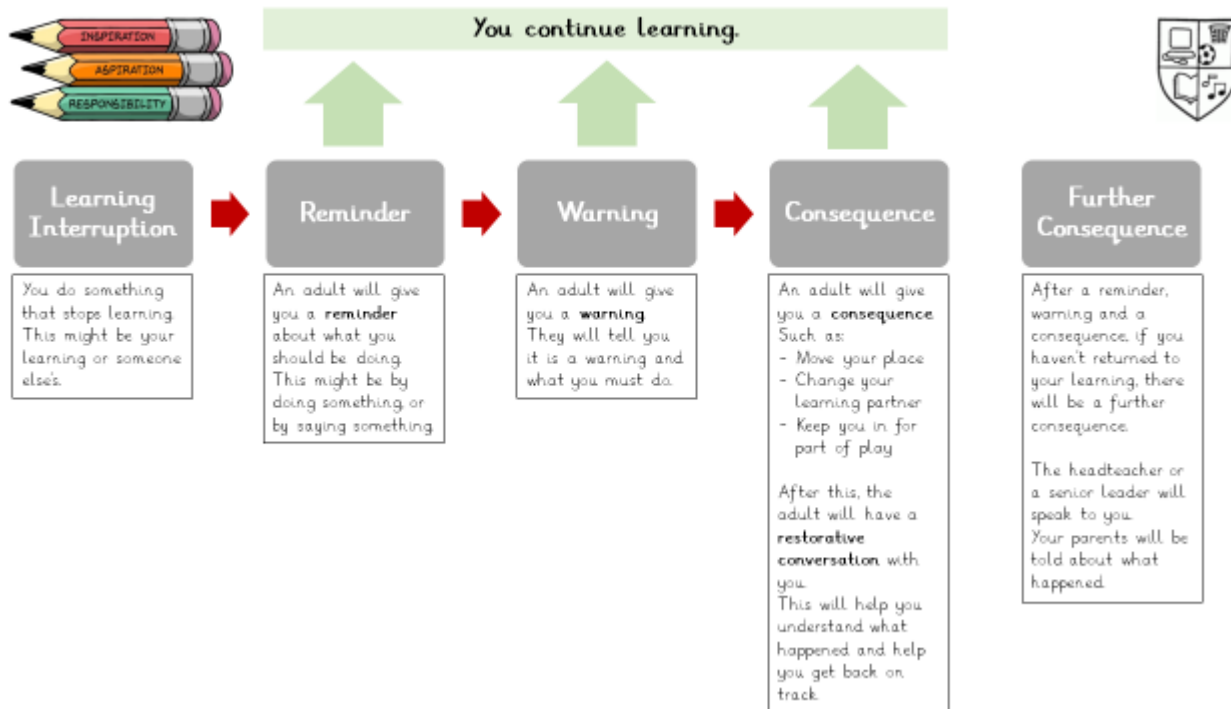 INSPIRATION
ASPIRATION
RESPONSIBILITY
You continue learning.
Learning
Interruption
You do something
that stops learning.
This might be your
learning or someone
else's.
Reminder
An adult will give
you a reminder
about what you
should be doing.
This might be by
doing something, or
by saying something.
Warning
An adult will give
you a warning.
They will tell you
it is a warning and
what you must do.
Consequence
An adult will give
you a consequence.
Such as:
- Move your place
- Change your
learning partner
- Keep you in for
part of play
After this, the
adult will have a
restorative
conversation with
you.
This will help you
understand what
happened and help
you get back on
track.
Further
Consequence
After a reminder,
warning and a
consequence, if you
haven't returned to
your learning, there
will be a further
consequence.
The headteacher or
a senior leader will
speak to you.
Your parents will be
told about what
happened.